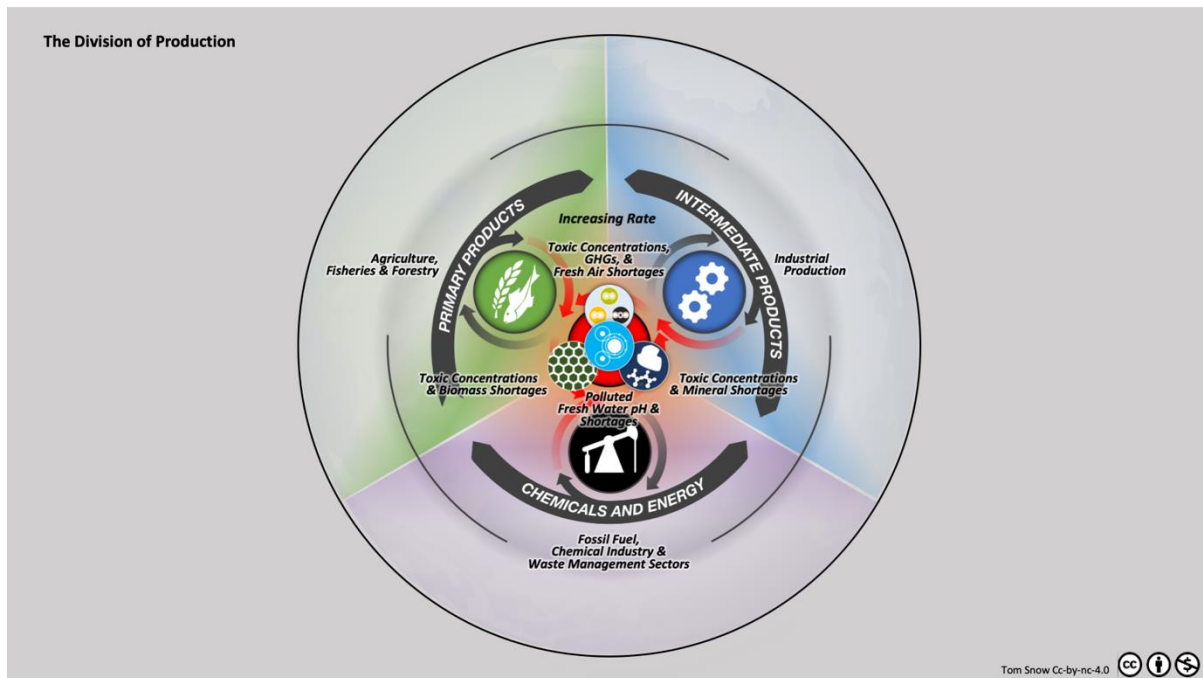 The Division of Production
PRIMARY PRODUCTS
INTERMEDIATE PRODUCTS
Increasing Rate
Agriculture,
Fisheries & Forestry
Toxic Concentrations,
GHGs, &
Fresh Air Shortages
Industrial
Production
Toxic Concentrations
& Biomass Shortages
Toxic Concentrations
& Mineral Shortages
Polluted
Fresh Water pH &
Shortages
CHEMICALS AND ENERGY
Fossil Fuel,
Chemical Industry &
Waste Management Sectors
Tom Snow Cc-by-nc-4.0
cc